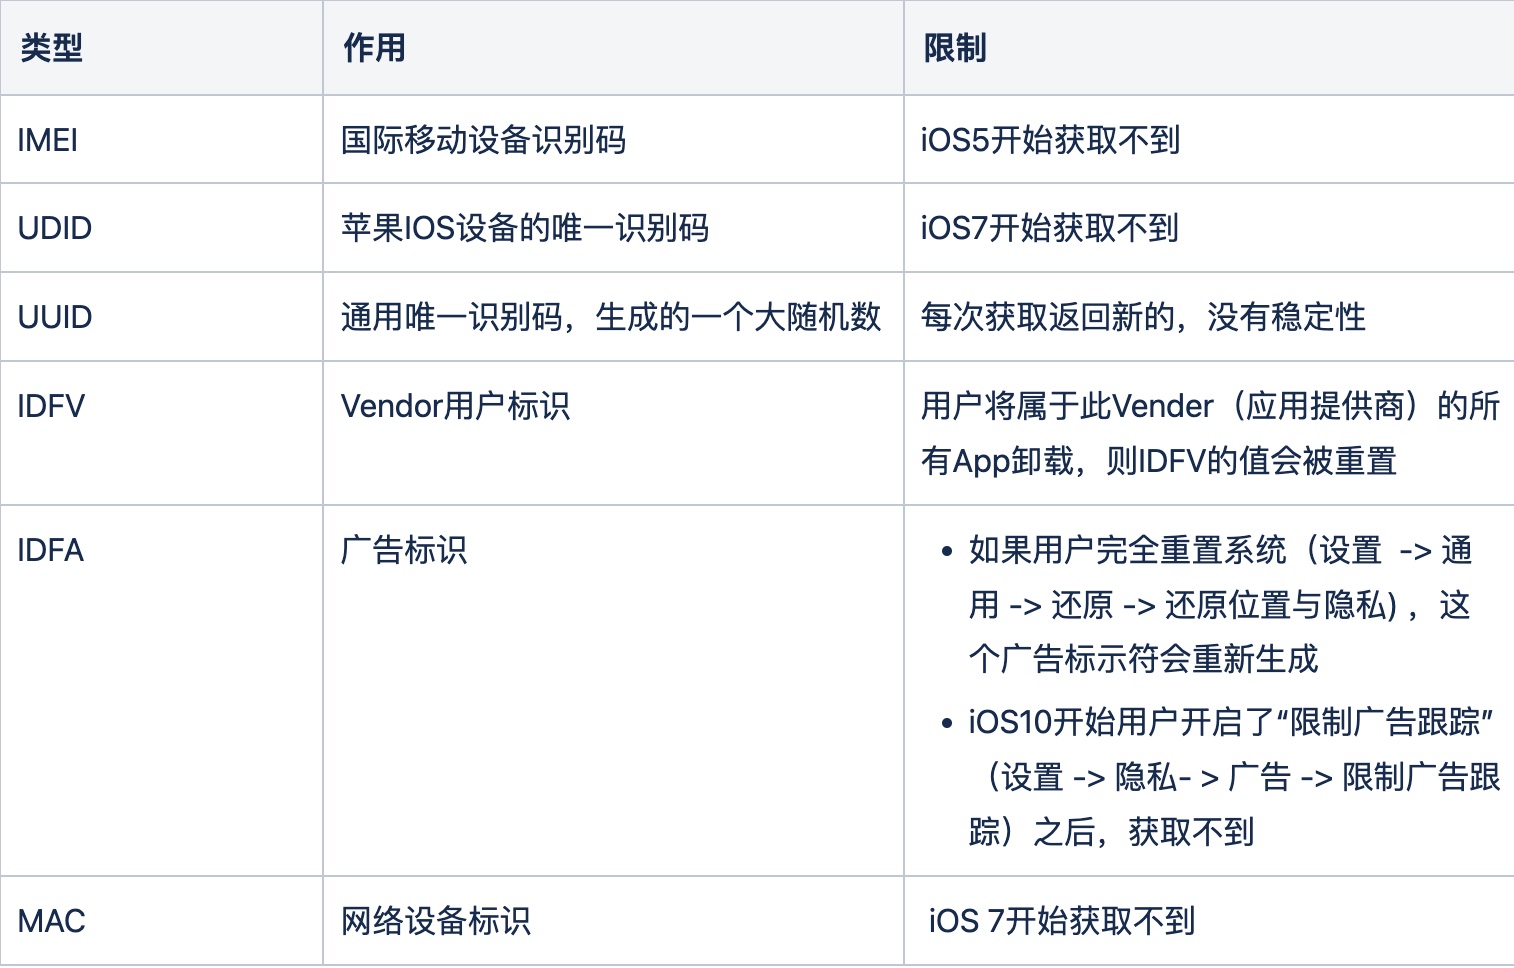 类型 作用 限制
IMEI 国际移动设备识别码 iOS5开始获取不到
UDID 苹果IOS设备的唯一识别码 iOS7开始获取不到
UUID 通用唯一识别码，生成的一个大随机数 每次获取返回新的，没有稳定性
IDFV Vendor用户标识 用户将属于此Vender（应用提供商）的所
有App卸载，则IDFV的值会被重置
IDFA 广告标识 • 如果用户完全重置系统（设置 -> 通
用 -> 还原 -> 还原位置与隐私) ，这
个广告标示符会重新生成
• iOS10开始用户开启了“限制广告跟踪”
（设置 -> 隐私- > 广告 -> 限制广告跟
踪）之后，获取不到
MAC 网络设备标识 iOS 7开始获取不到